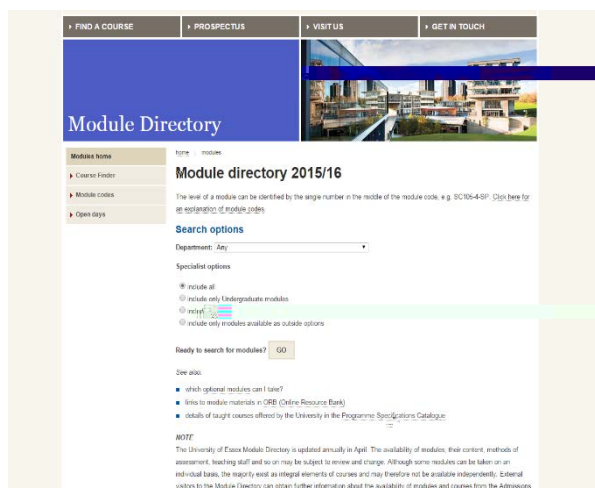 FIND A COURSE
PROSPECTUS
VISIT US
GET IN TOUCH
Module Directory
Modules home
Course Finder
Module codes
Open days
home
modules
Module directory 2015/16
The level of a module can be identified by the single number in the middle of the module code, e.g. SC105-4-SP. Click here for
an explanation of module codes.
Search options
Department: Any
Specialist options
include all
include only Undergraduate modules
include only modules available as outside options
Ready to search for modules? GO
See also:
which optional modules can I take?
links to module materials in ORB (Online Resource Bank)
details of taught courses offered by the University in the Programme Specifications Catalogue
NOTE
The University of Essex Module Directory is updated annually in April. The availability of modules, their content, methods of
assessment, teaching staff and so on may be subject to review and change. Although some modules can be taken on an
individual basis, the majority exist as integral elements of courses and may therefore not be available independently. External
visitors to the Module Directory can obtain further information about the availability of modules and courses from the Admissions